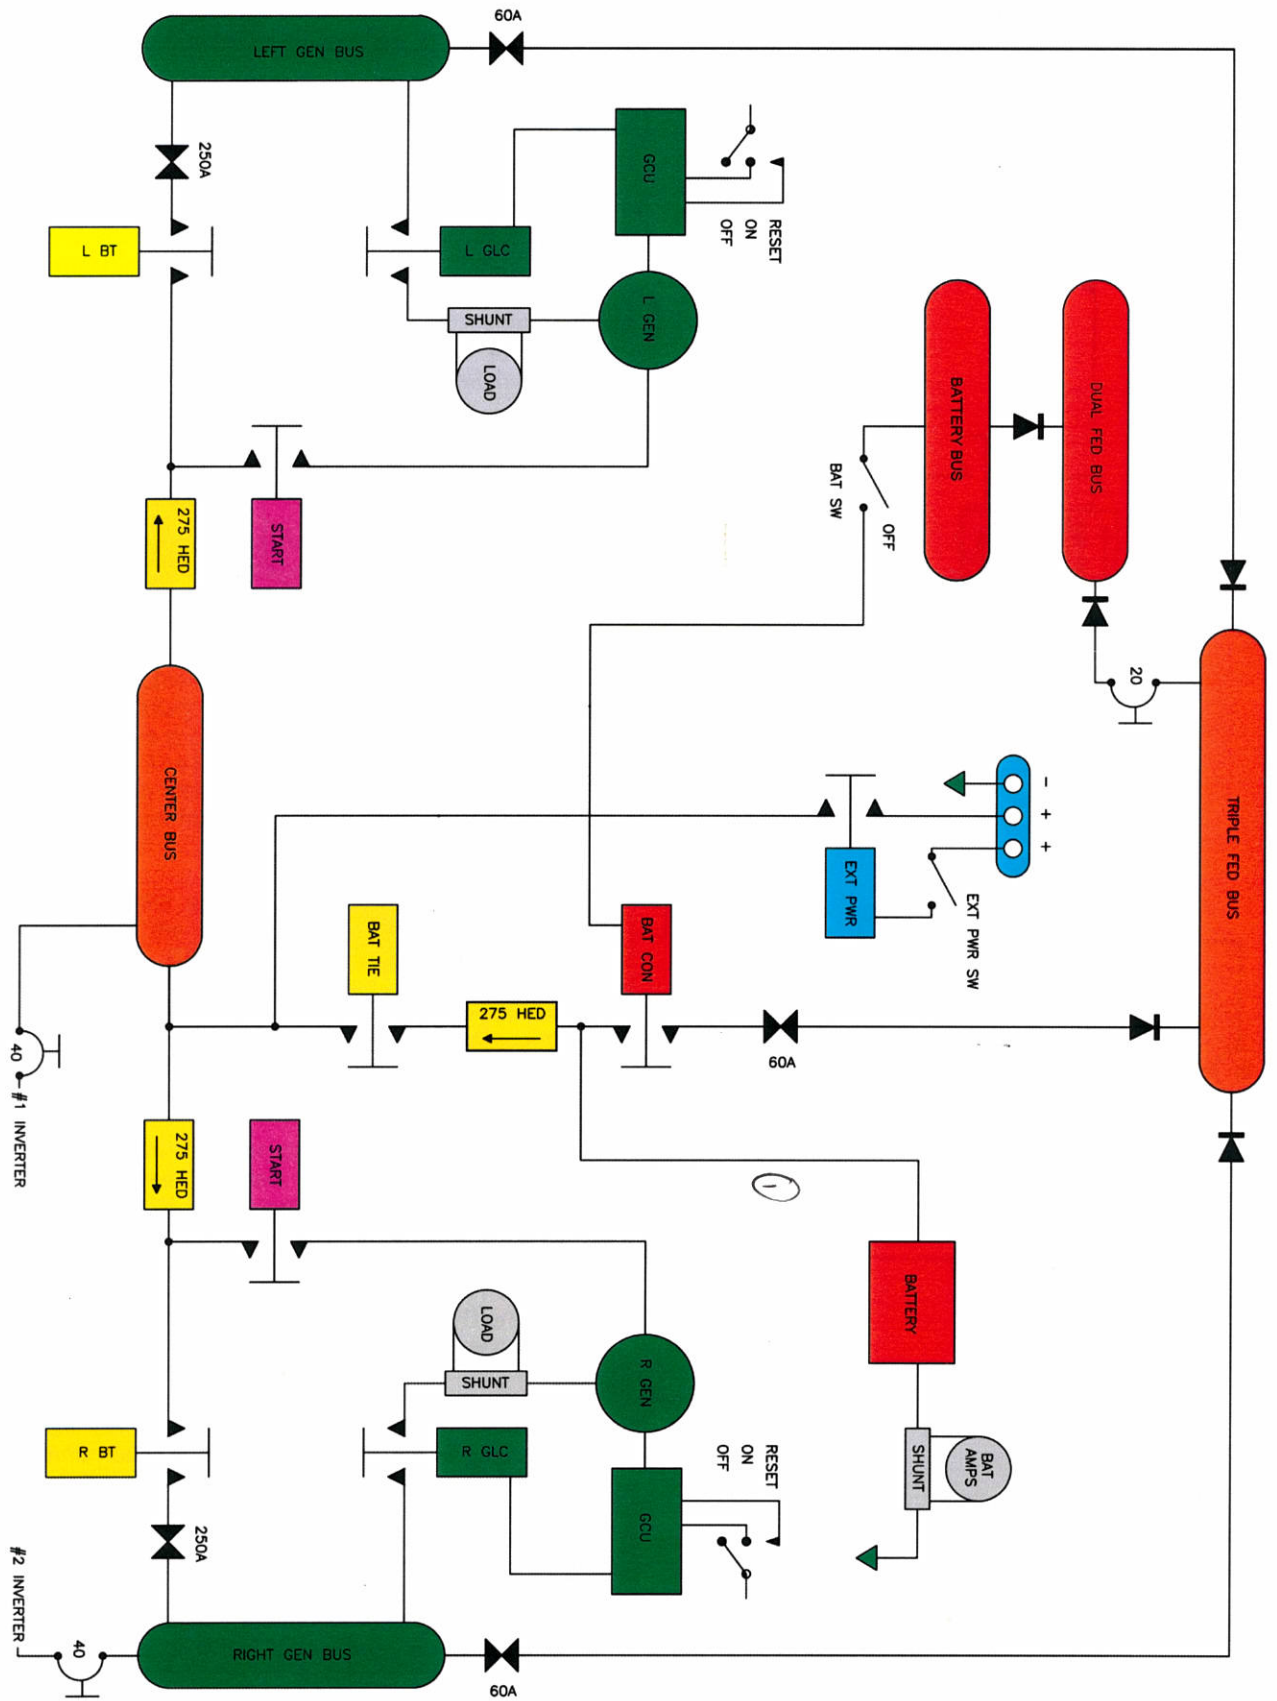 60A
LEFT GEN BUS
250A
GCU
RESET
ON
OFF
L BT
L GLC
L GEN
SHUNT
LOAD
BATTERY BUS
DUAL FED BUS
BAT SW
OFF
275 HED
START
20
TRIPLE FED BUS
CENTER BUS
- + +
EXT PWR
EXT PWR SW
BAT TIE
BAT CON
275 HED
60A
40
#1 INVERTER
275 HED
START
1
BATTERY
LOAD
SHUNT
R GEN
R BT
R GLC
RESET
ON
OFF
BAT
AMPS
SHUNT
GCU
250A
#2 INVERTER
40
RIGHT GEN BUS
60A